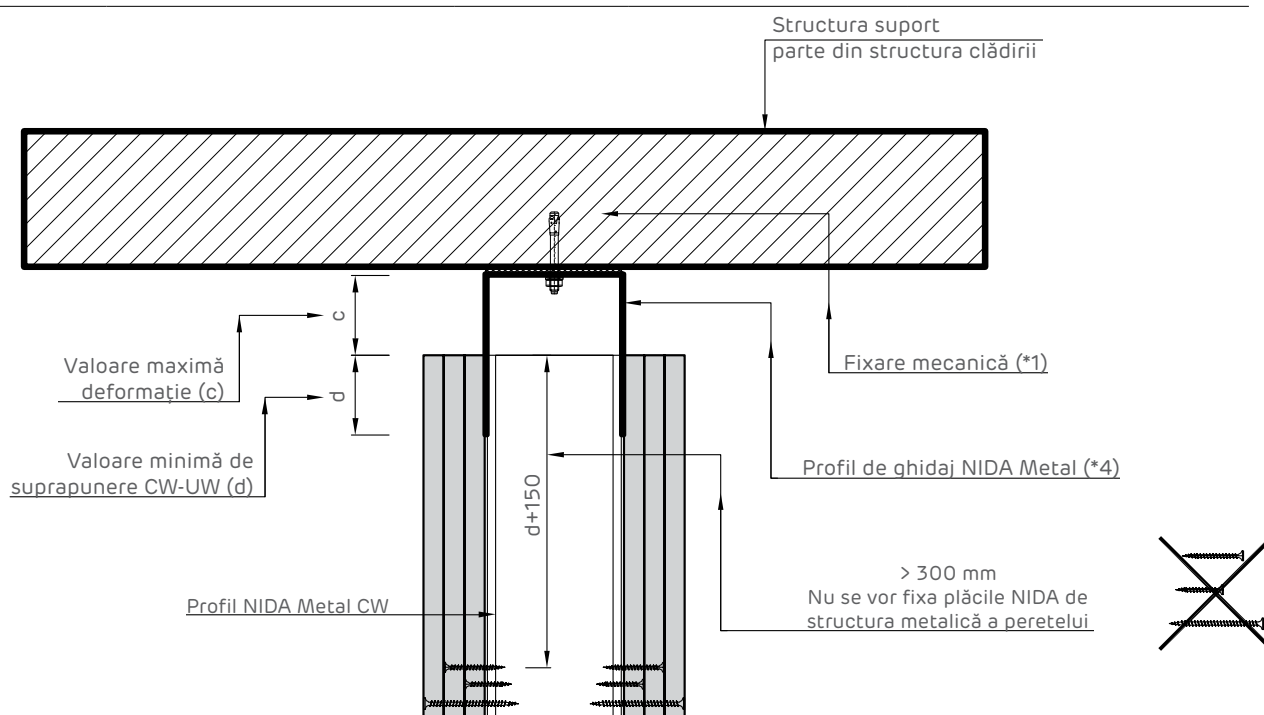 Structura suport
parte din structura clădirii
c
Valoare maximă
deformație (c)
Fixare mecanică (*1)
d
Valoare minimă de
suprapunere CW-UW (d)
Profil de ghidaj NIDA Metal (*4)
d+150
> 300 mm
Nu se vor fixa plăcile NIDA de
structura metalică a peretelui
Profil NIDA Metal CW